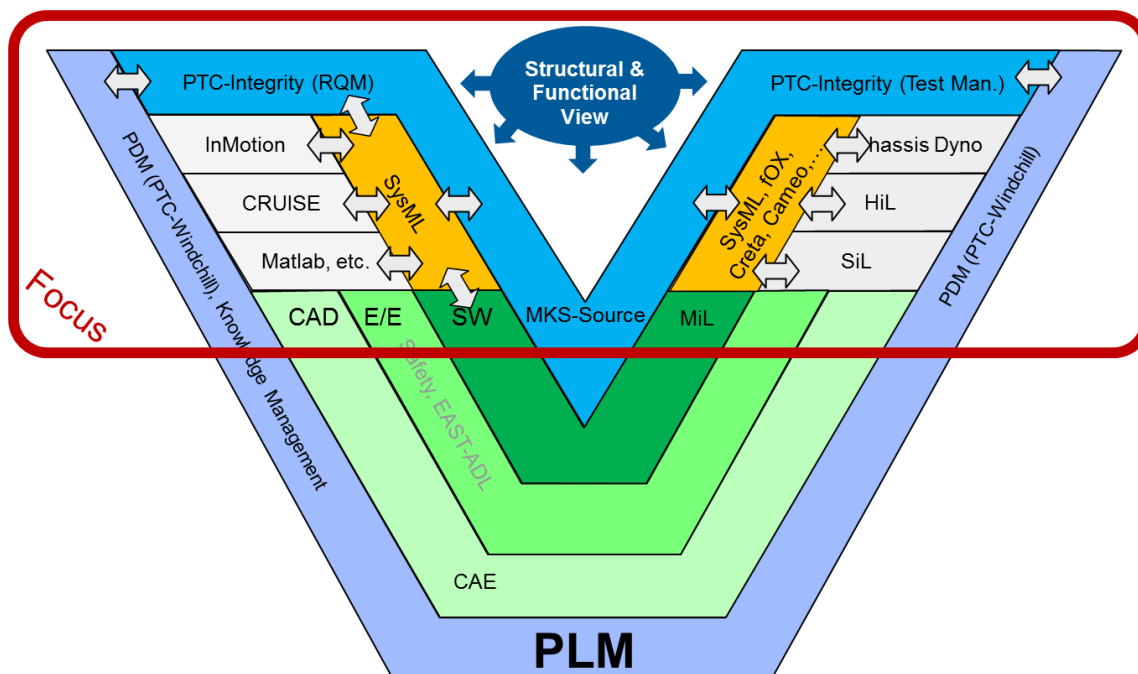 Structural &
Functional
View
PTC-Integrity (RQM)
PTC-Integrity (Test Man.)
InMotion
CRUISE
Matlab, etc.
SysML
SysML, fOX,
Creta, Cameo,...
hassis Dyno
HiL
SiL
PDM (PTC-Windchill), Knowledge Management
PDM (PTC-Windchill)
Focus
CAD
E/E
SW
MKS-Source
MiL
Safety, EAST-ADL
CAE
PLM